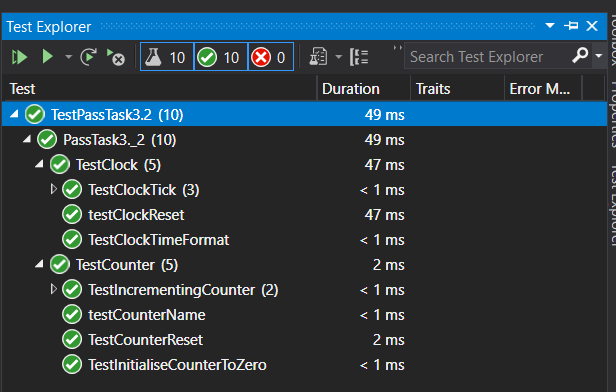 Test Explorer
10 10 0 Search Test Explorer
Test Duration Traits Error M...
TestPassTask3.2 (10) 49 ms
PassTask3._2 (10) 49 ms
TestClock (5) 47 ms
TestClockTick (3) < 1 ms
testClockReset 47 ms
TestClockTimeFormat < 1 ms
TestCounter (5) 2 ms
TestIncrementingCounter (2) < 1 ms
testCounterName < 1 ms
TestCounterReset 2 ms
TestInitialiseCounterToZero < 1 ms
Properties
Test Explorer